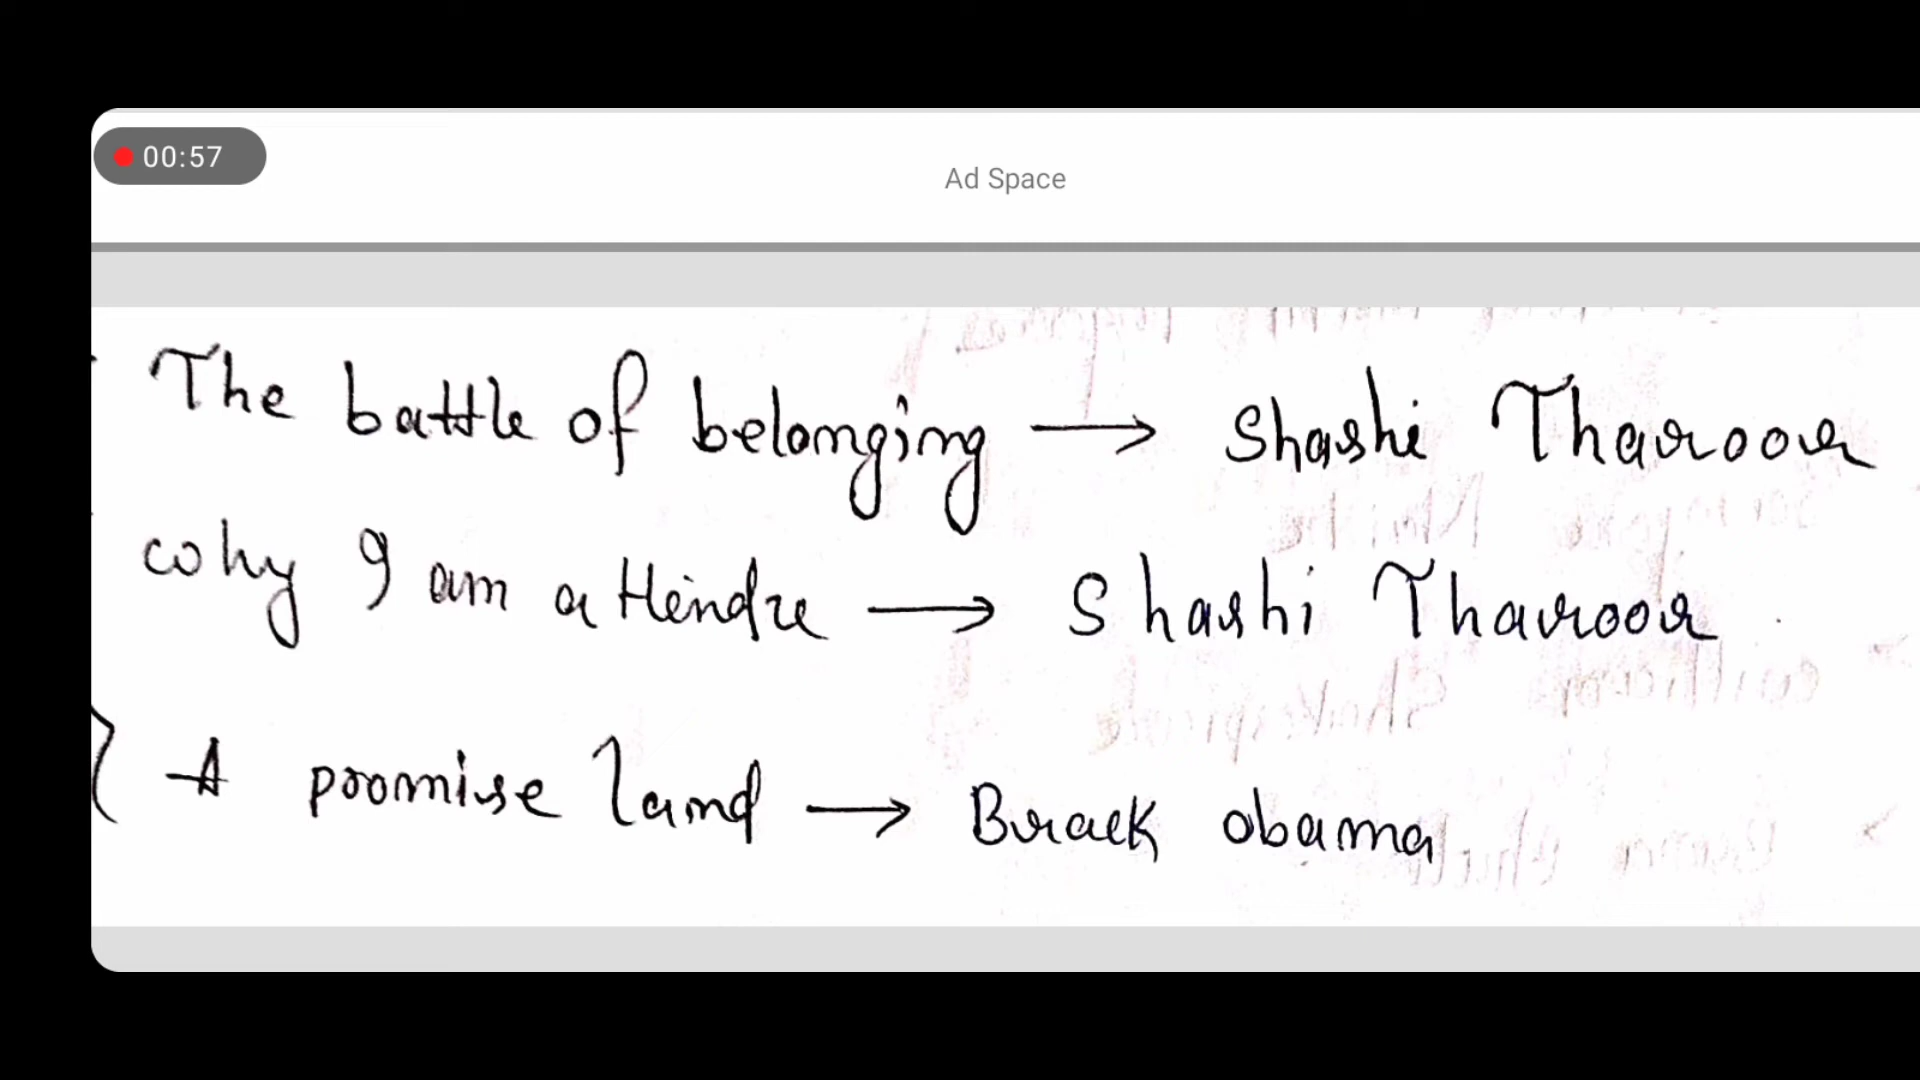 00:57
Ad Space
The battle of belonging → Shashi Tharoor
why I am a Hindu → Shashi Tharoor
A promise land → Brack obama